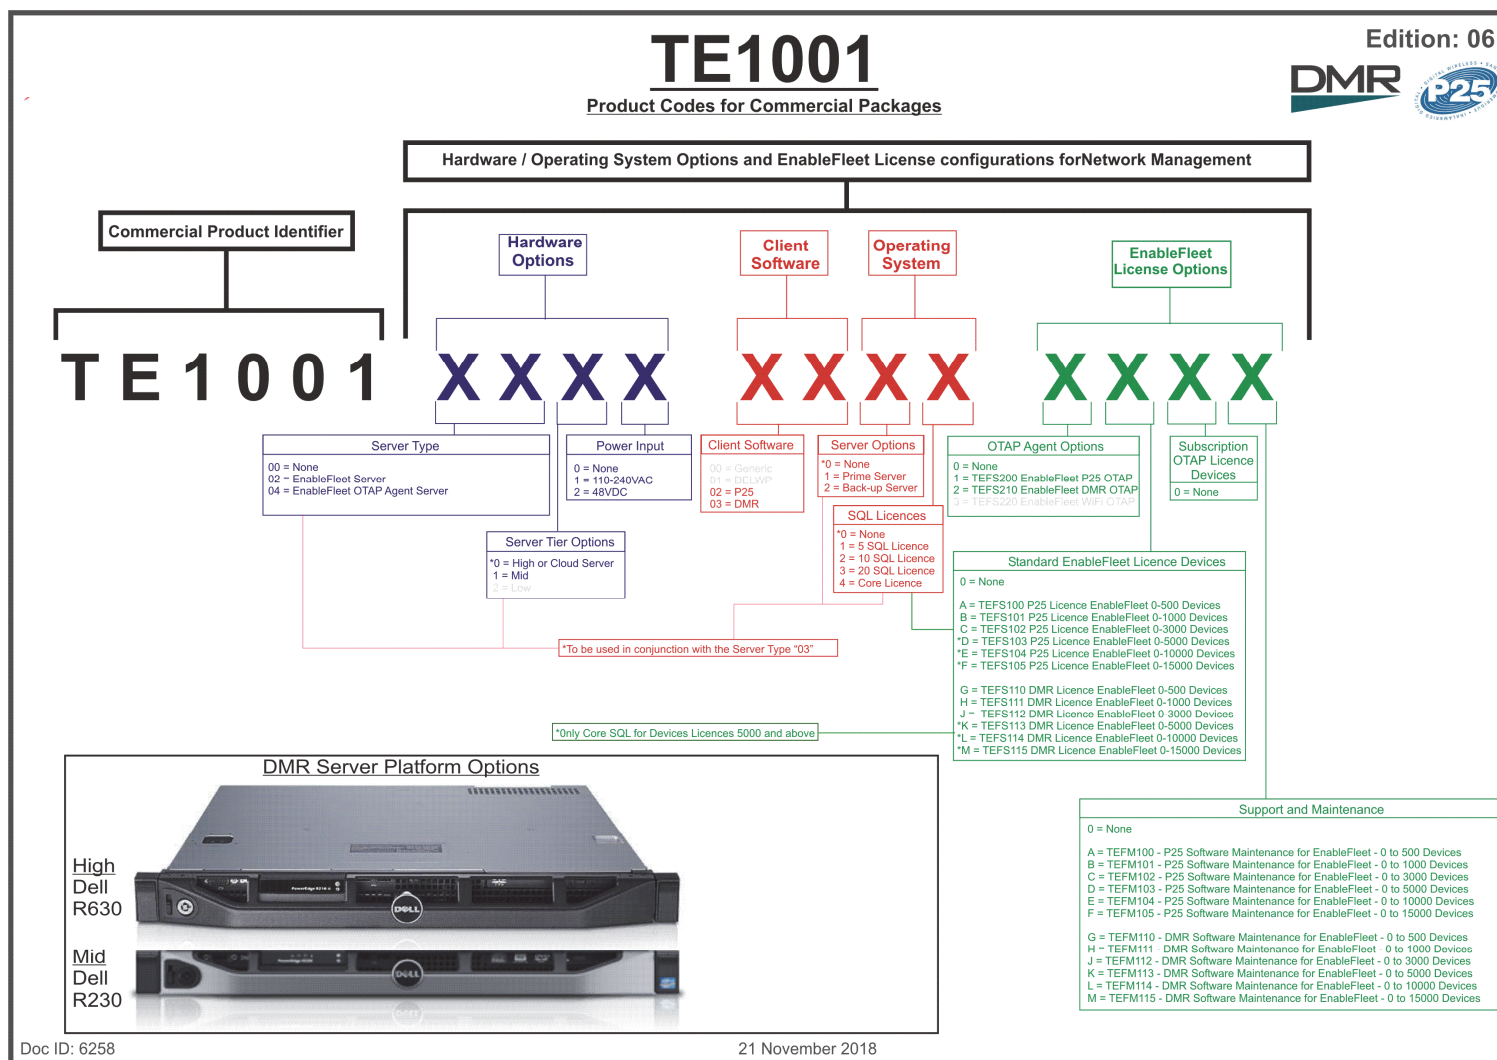 TE1001
Edition: 06
Product Codes for Commercial Packages
DMR
P25
Hardware / Operating System Options and EnableFleet License configurations forNetwork Management
Commercial Product Identifier
Hardware
Options
Client
Software
Operating
System
EnableFleet
License Options
T E 1 0 0 1 X X X X X X X X X X X X
Server Type
00 = None
02 = EnableFleet Server
04 = EnableFleet OTAP Agent Server
Power Input
0 = None
1 = 110-240VAC
2 = 48VDC
Client Software
00 = Generic
01 = DELWP
02 = P25
03 = DMR
Server Options
*0 = None
1 = Prime Server
2 = Back-up Server
OTAP Agent Options
0 = None
1 = TEFS200 EnableFleet P25 OTAP
2 = TEFS210 EnableFleet DMR OTAP
3 = TEFS220 EnableFleet WiFi OTAP
Subscription
OTAP Licence
Devices
0 = None
Server Tier Options
*0 = High or Cloud Server
1 = Mid
2 = Low
SQL Licences
*0 = None
1 = 5 SQL Licence
2 = 10 SQL Licence
3 = 20 SQL Licence
4 = Core Licence
Standard EnableFleet Licence Devices
0 = None
A = TEFS100 P25 Licence EnableFleet 0-500 Devices
B = TEFS101 P25 Licence EnableFleet 0-1000 Devices
C = TEFS102 P25 Licence EnableFleet 0-3000 Devices
*D = TEFS103 P25 Licence EnableFleet 0-5000 Devices
*E = TEFS104 P25 Licence EnableFleet 0-10000 Devices
*F = TEFS105 P25 Licence EnableFleet 0-15000 Devices
G = TEFS110 DMR Licence EnableFleet 0-500 Devices
H = TEFS111 DMR Licence EnableFleet 0-1000 Devices
J = TEFS112 DMR Licence EnableFleet 0-3000 Devices
*K = TEFS113 DMR Licence EnableFleet 0-5000 Devices
*L = TEFS114 DMR Licence EnableFleet 0-10000 Devices
*M = TEFS115 DMR Licence EnableFleet 0-15000 Devices
*To be used in conjunction with the Server Type "03"
*0nly Core SQL for Devices Licences 5000 and above
DMR Server Platform Options
High
Dell
R630
DELL
Mid
Dell
R230
DELL
Support and Maintenance
0 = None
A = TEFM100 - P25 Software Maintenance for EnableFleet - 0 to 500 Devices
B = TEFM101 - P25 Software Maintenance for EnableFleet - 0 to 1000 Devices
C = TEFM102 - P25 Software Maintenance for EnableFleet - 0 to 3000 Devices
D = TEFM103 - P25 Software Maintenance for EnableFleet - 0 to 5000 Devices
E = TEFM104 - P25 Software Maintenance for EnableFleet - 0 to 10000 Devices
F = TEFM105 - P25 Software Maintenance for EnableFleet - 0 to 15000 Devices
G = TEFM110 - DMR Software Maintenance for EnableFleet - 0 to 500 Devices
H = TEFM111 - DMR Software Maintenance for EnableFleet - 0 to 1000 Devices
J = TEFM112 - DMR Software Maintenance for EnableFleet - 0 to 3000 Devices
K = TEFM113 - DMR Software Maintenance for EnableFleet - 0 to 5000 Devices
L = TEFM114 - DMR Software Maintenance for EnableFleet - 0 to 10000 Devices
M = TEFM115 - DMR Software Maintenance for EnableFleet - 0 to 15000 Devices
Doc ID: 6258
21 November 2018